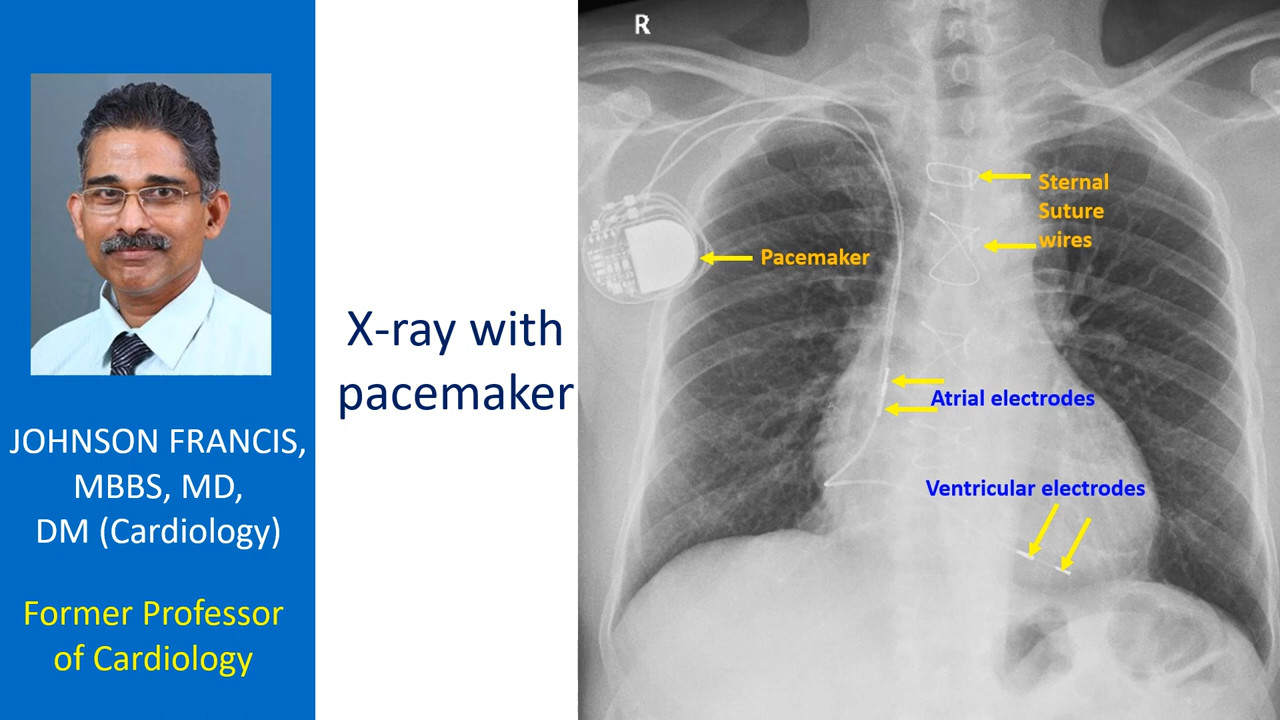 JOHNSON FRANCIS,
MBBS, MD,
DM (Cardiology)
Former Professor
of Cardiology
X-ray with
pacemaker
R
Sternal
Suture
wires
Pacemaker
Atrial electrodes
Ventricular electrodes